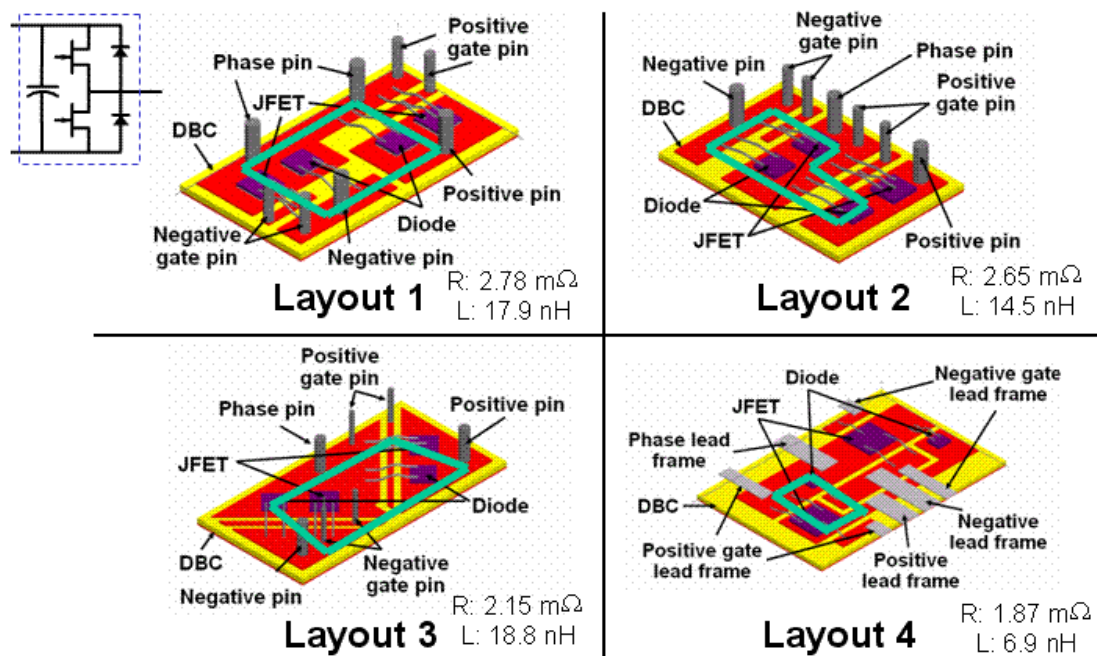 Positive
gate pin
Phase pin
JFET
DBC
Positive pin
Diode
Negative
gate pin
Negative pin
Layout 1
R: 2.78 mΩ
L: 17.9 nH
Negative
gate pin
Negative pin
Phase pin
Positive
gate pin
DBC
Diode
JFET
Positive pin
Layout 2
R: 2.65 mΩ
L: 14.5 nH
Positive
gate pin
Phase pin
Positive pin
JFET
Diode
DBC
Negative
gate pin
Negative pin
Layout 3
R: 2.15 mΩ
L: 18.8 nH
Diode
Negative gate
lead frame
JFET
Phase lead
frame
DBC
Negative
lead frame
Positive gate
lead frame
Positive
lead frame
Layout 4
R: 1.87 mΩ
L: 6.9 nH